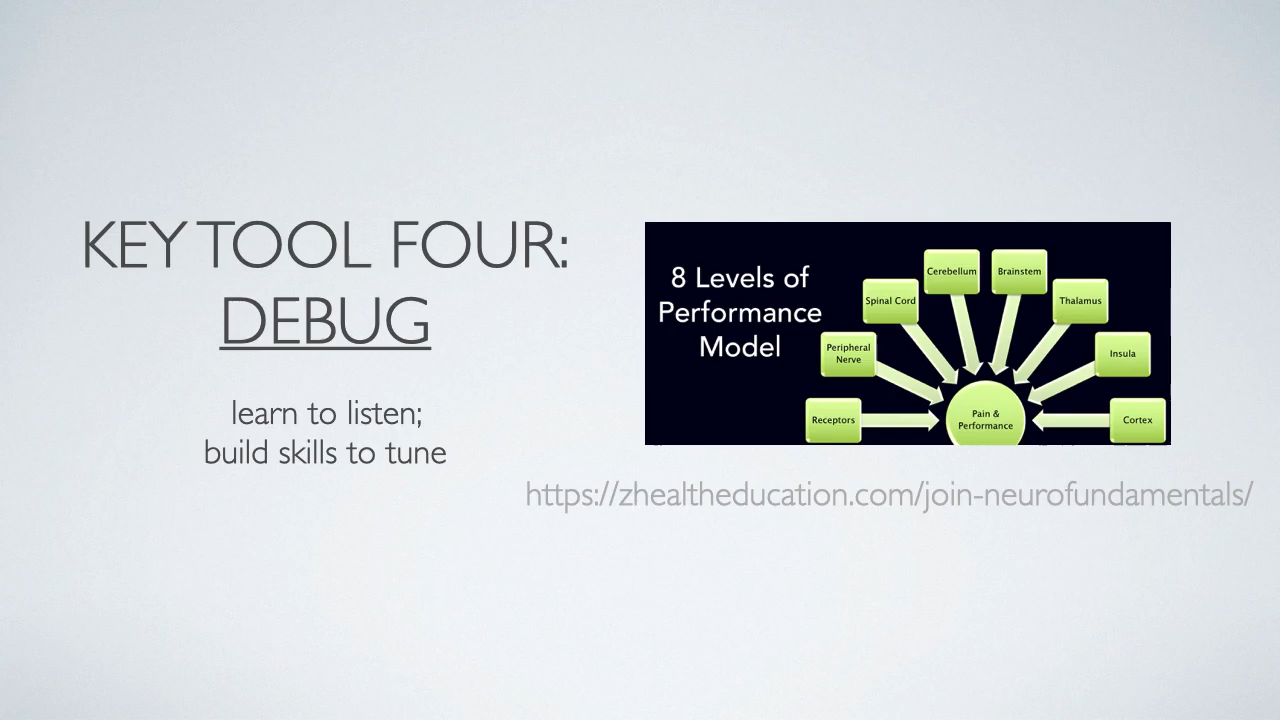 KEY TOOL FOUR:
DEBUG
learn to listen;
build skills to tune
8 Levels of
Performance
Model
Receptors
Peripheral
Nerve
Spinal Cord
Cerebellum
Brainstem
Thalamus
Insula
Cortex
Pain &
Performance
https://zhealtheducation.com/join-neurofundamentals/